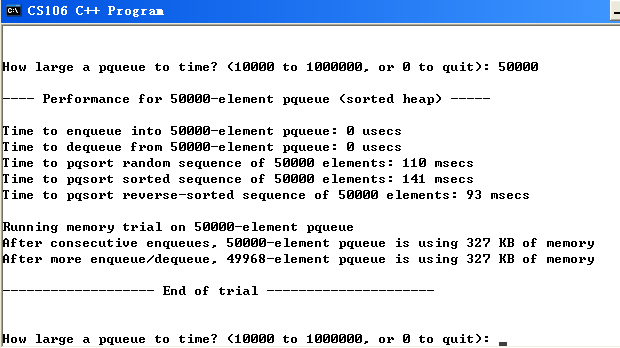 CS106 C++ Program
How large a pqueue to time? (10000 to 1000000, or 0 to quit): 50000
---- Performance for 50000-element pqueue (sorted heap) -----
Time to enqueue into 50000-element pqueue: 0 usecs
Time to dequeue from 50000-element pqueue: 0 usecs
Time to pqsort random sequence of 50000 elements: 110 msecs
Time to pqsort sorted sequence of 50000 elements: 141 msecs
Time to pqsort reverse-sorted sequence of 50000 elements: 93 msecs
Running memory trial on 50000-element pqueue
After consecutive enqueues, 50000-element pqueue is using 327 KB of memory
After more enqueue/dequeue, 49968-element pqueue is using 327 KB of memory
------------------ End of trial ---------------------
How large a pqueue to time? (10000 to 1000000, or 0 to quit): _